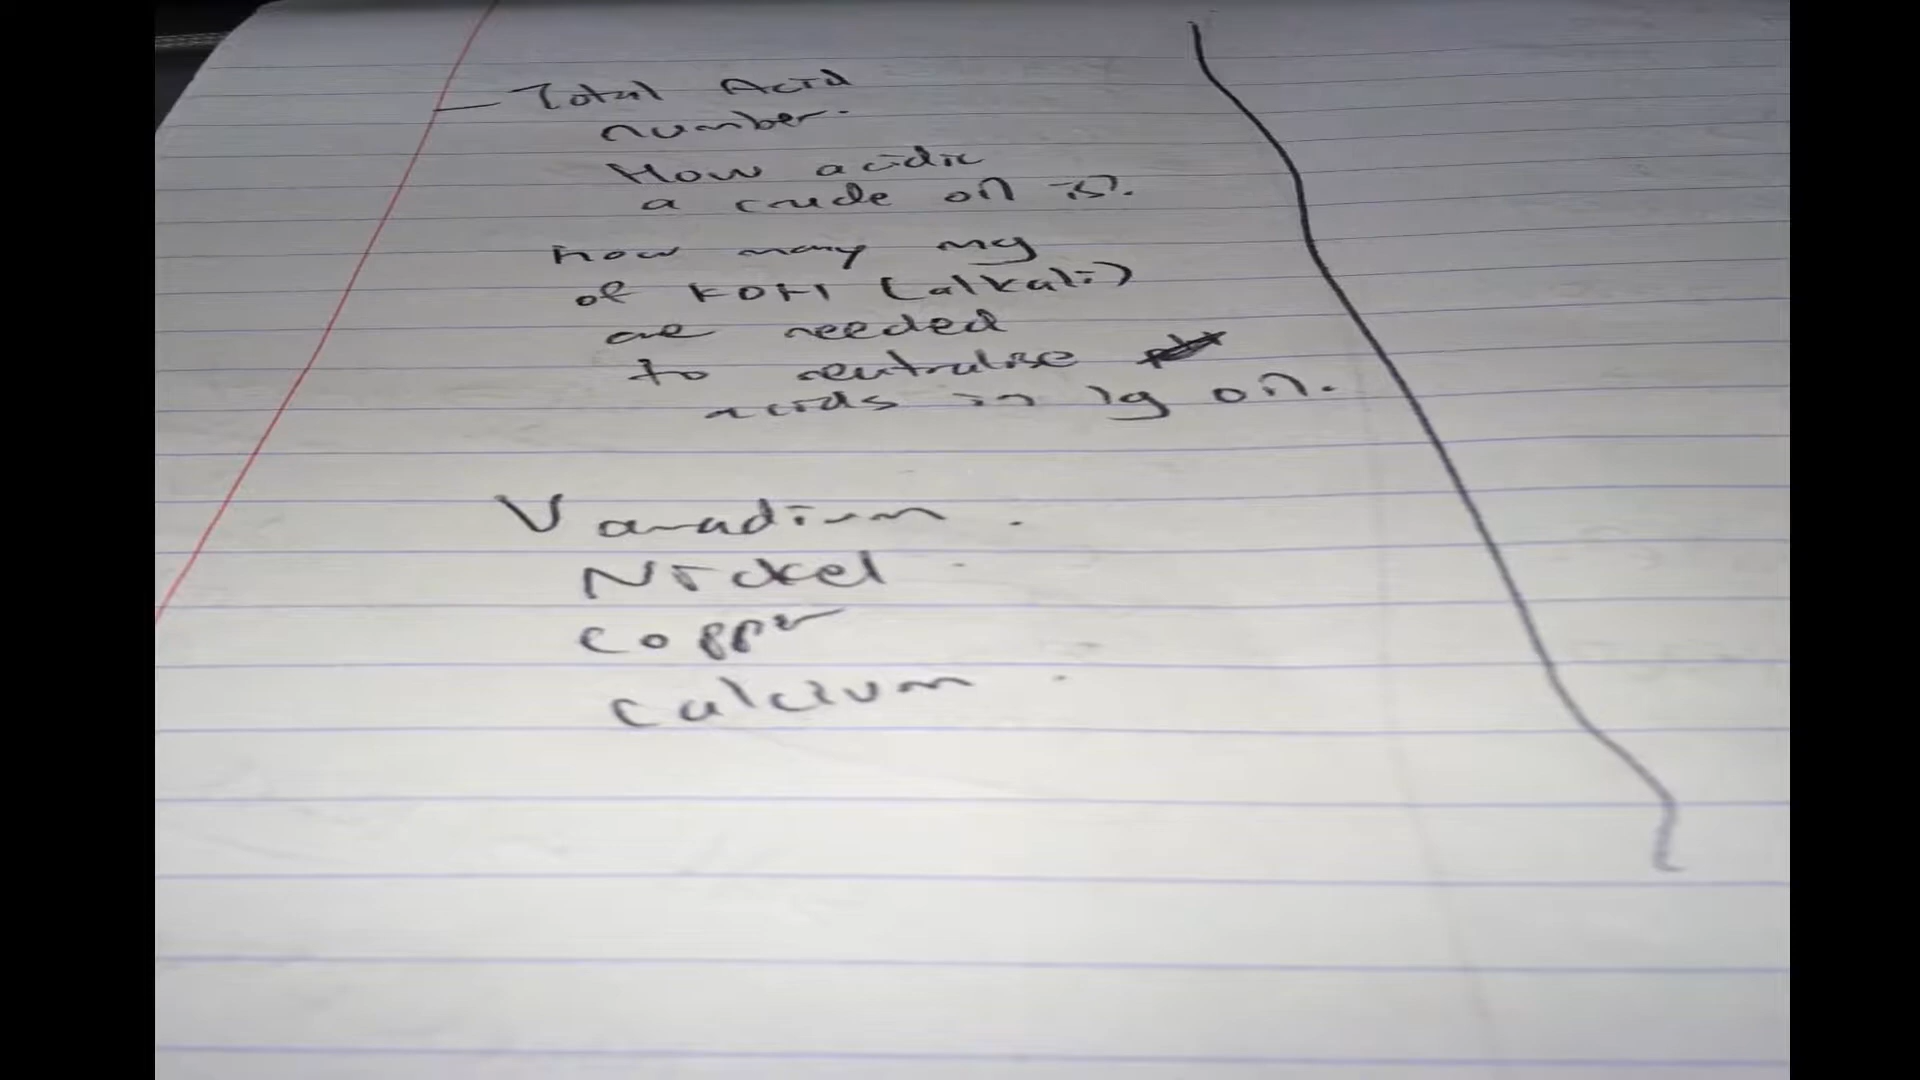 — Total Acid
number.
How acidic
a crude oil is?.
how many mg
of KOH (alkali)
are needed
to neutralise
acids in 1g oil.
Vanadium.
Nickel.
Copper
Calcium.